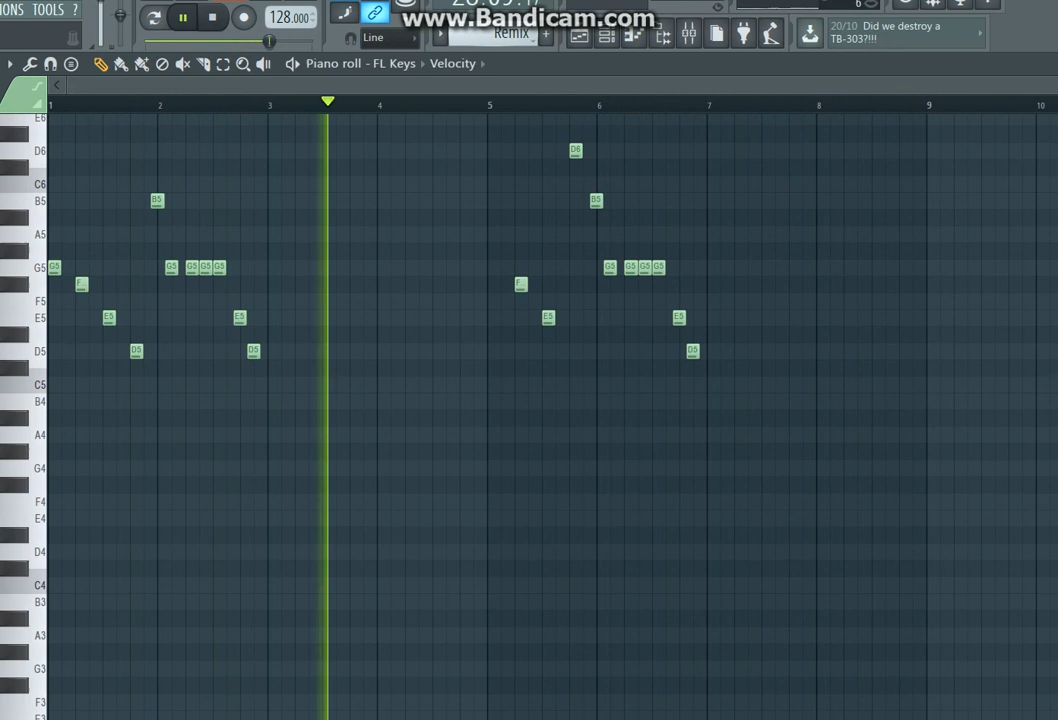 IONS TOOLS ?
128.000
www.Bandicam.com
Line
Remix
20/10 Did we destroy a
TB-303?!!!
Piano roll - FL Keys Velocity
1 2 3 4 5 6 7 8 9 10
E6
D6 D6
C6
B5 B5 B5
A5
G5 G5 G5 G5 G5 G5 G5 G5 G5 G5
F... F...
F5
E5 E5 E5 E5 E5
D5 D5 D5 D5
C5
B4
A4
G4
F4
E4
D4
C4
B3
A3
G3
F3